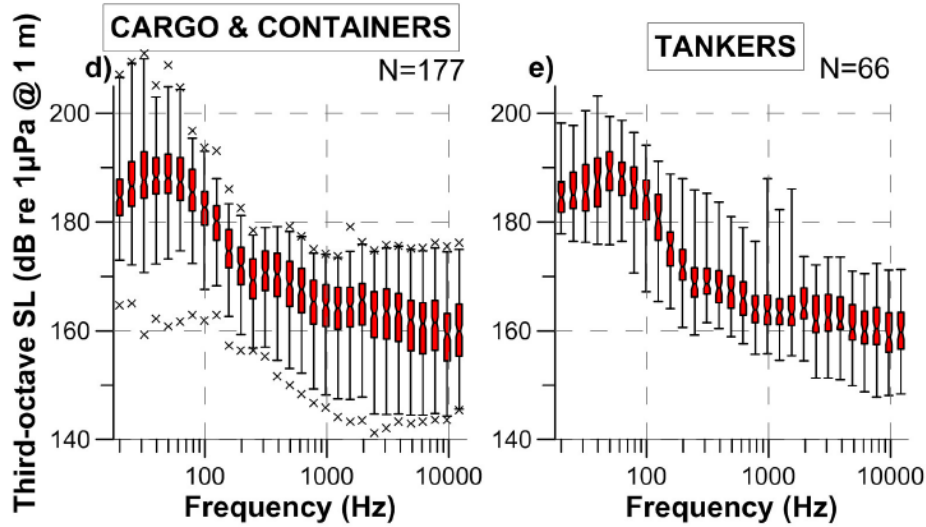 CARGO & CONTAINERS
TANKERS
d)
N=177
e)
N=66
Third-octave SL (dB re 1µPa @ 1 m)
200
180
160
140
200
180
160
140
100
1000
10000
100
1000
10000
Frequency (Hz)
Frequency (Hz)